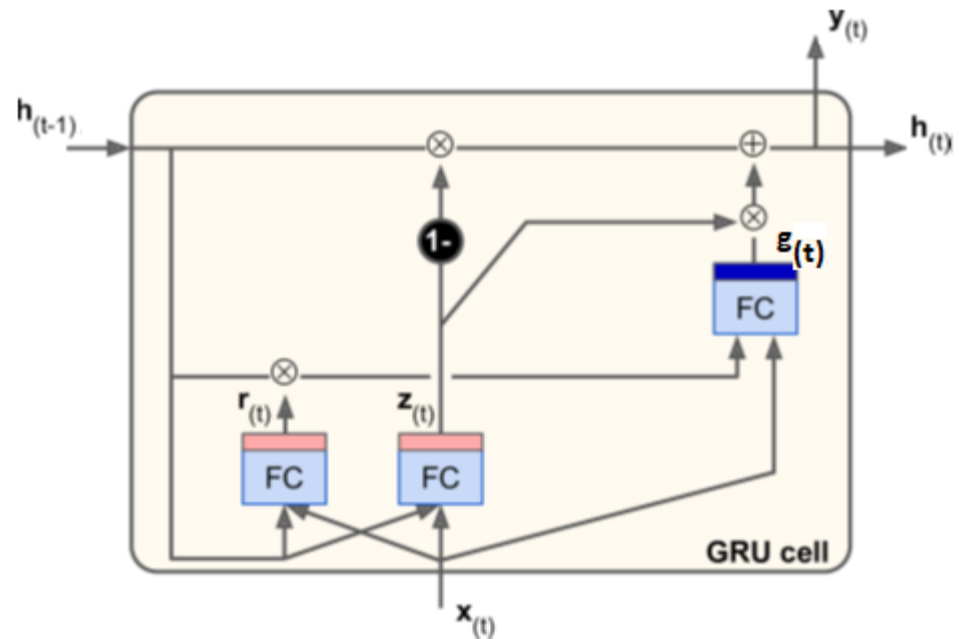 y(t)
h(t-1)
h(t)
1-
g(t)
FC
r(t)
z(t)
FC
FC
GRU cell
x(t)